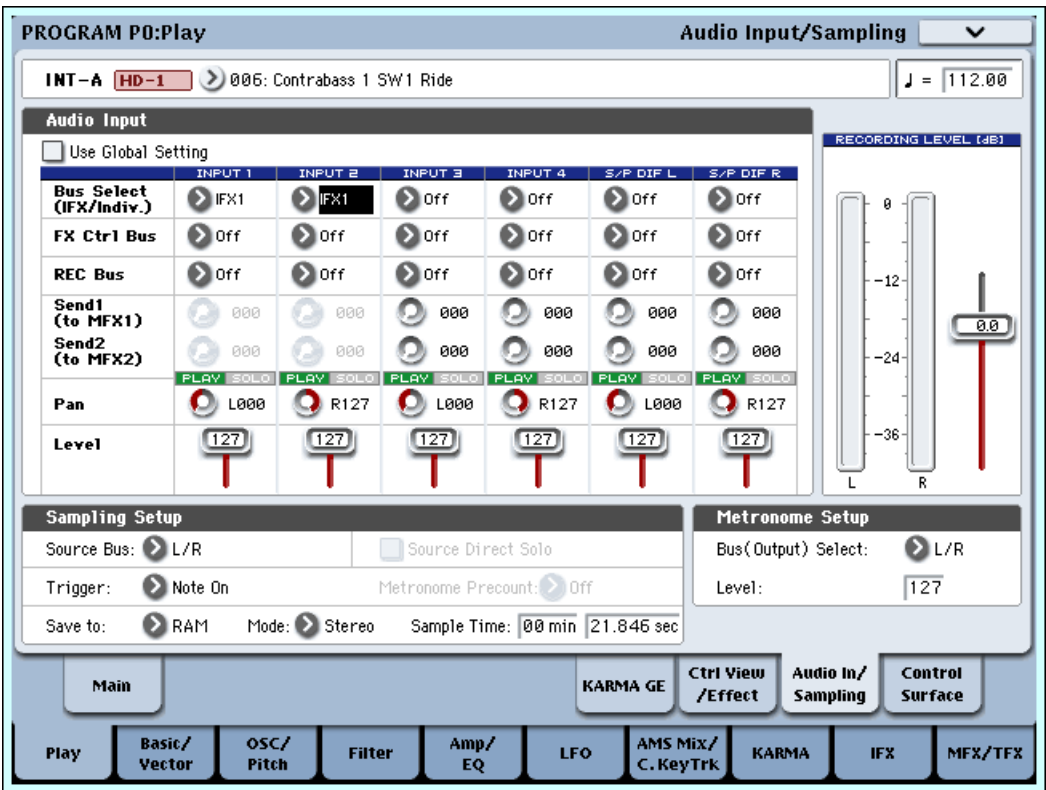 PROGRAM P0:Play
Audio Input/Sampling
INT-A HD-1 006: Contrabass 1 SW1 Ride
♩ = 112.00
Audio Input
Use Global Setting
INPUT 1 INPUT 2 INPUT 3 INPUT 4 S/P DIF L S/P DIF R
Bus Select
(IFX/Indiv.)
IFX1 IFX1 Off Off Off Off
FX Ctrl Bus Off Off Off Off Off Off
REC Bus Off Off Off Off Off Off
Send1
(to MFX1)
000 000 000 000 000 000
Send2
(to MFX2)
000 000 000 000 000 000
PLAY SOLO PLAY SOLO PLAY SOLO PLAY SOLO PLAY SOLO PLAY SOLO
Pan L000 R127 L000 R127 L000 R127
Level 127 127 127 127 127 127
RECORDING LEVEL [dB]
0
-12
-24
-36
L R
0.0
Sampling Setup
Source Bus: L/R Source Direct Solo
Trigger: Note On Metronome Precount: Off
Save to: RAM Mode: Stereo Sample Time: 00 min 21.846 sec
Metronome Setup
Bus(Output) Select: L/R
Level: 127
Main
KARMA GE
Ctrl View
/Effect
Audio In/
Sampling
Control
Surface
Play
Basic/
Vector
OSC/
Pitch
Filter
Amp/
EQ
LFO
AMS Mix/
C.KeyTrk
KARMA
IFX
MFX/TFX